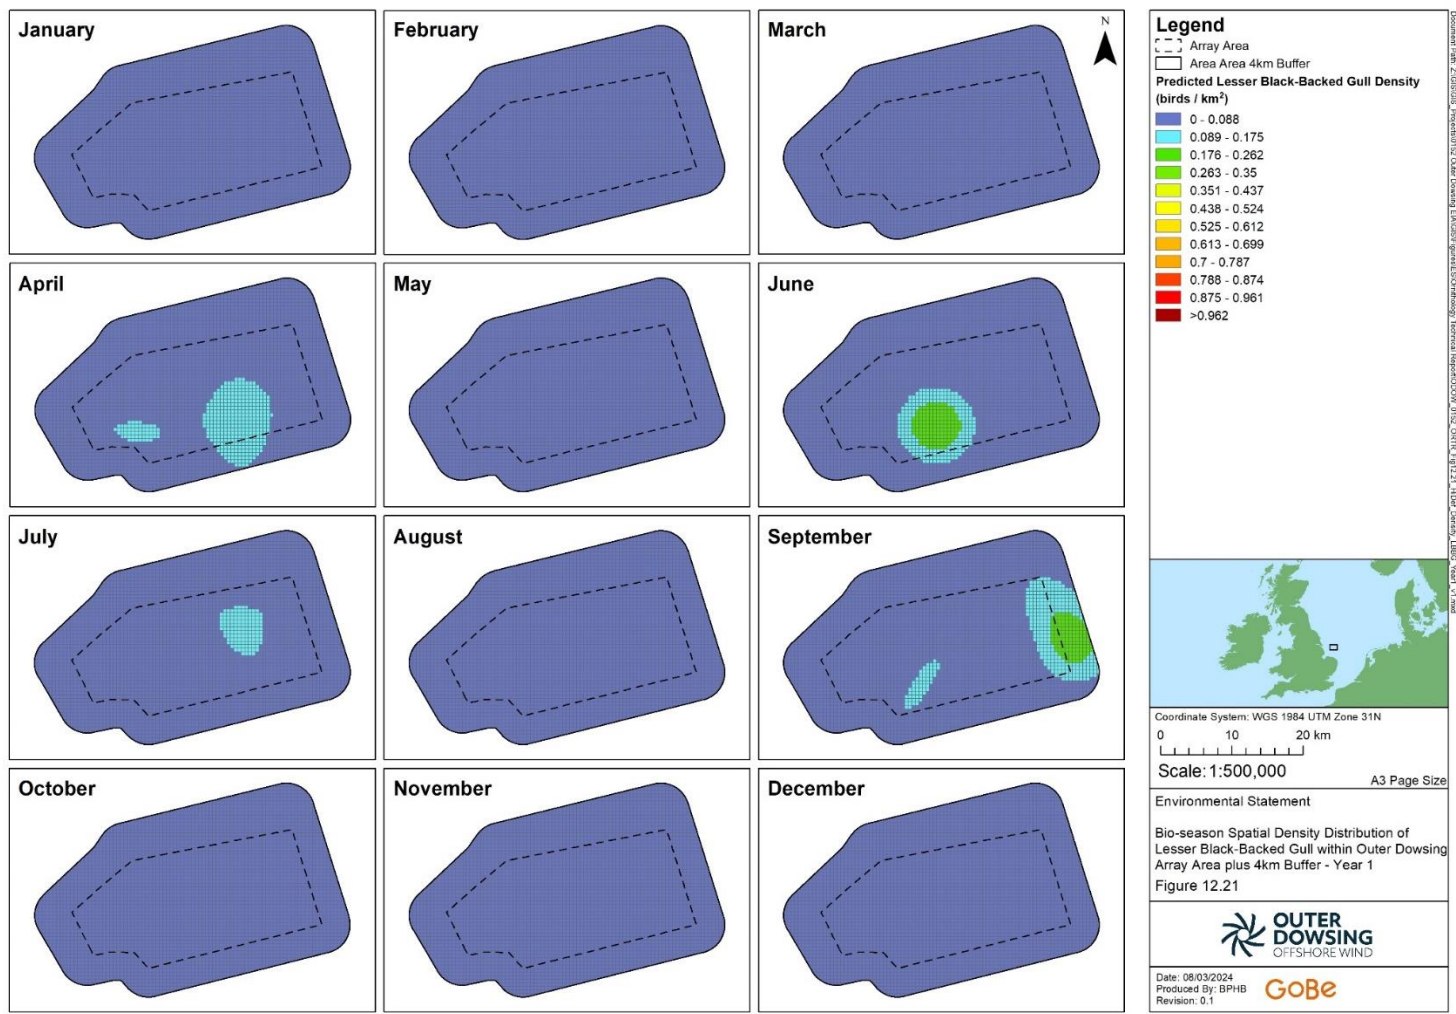 January
February
March
N
April
May
June
July
August
September
October
November
December
Legend
Array Area
Area Area 4km Buffer
Predicted Lesser Black-Backed Gull Density
(birds / km²)
0 - 0.088
0.089 - 0.175
0.176 - 0.262
0.263 - 0.35
0.351 - 0.437
0.438 - 0.524
0.525 - 0.612
0.613 - 0.699
0.7 - 0.787
0.788 - 0.874
0.875 - 0.961
>0.962
Coordinate System: WGS 1984 UTM Zone 31N
0 10 20 km
Scale: 1:500,000
A3 Page Size
Environmental Statement
Bio-season Spatial Density Distribution of
Lesser Black-Backed Gull within Outer Dowsing
Array Area plus 4km Buffer - Year 1
Figure 12.21
OUTER
DOWSING
OFFSHORE WIND
Date: 08/03/2024
Produced By: BPHB
Revision: 0.1
GoBe